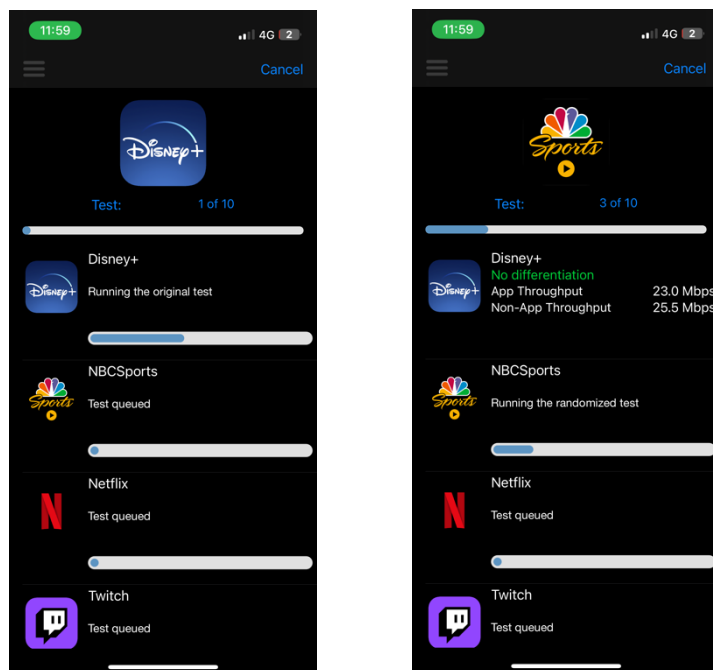 11:59
4G 2
Cancel
Disney+
Test: 1 of 10
Disney+
Disney+
Running the original test
NBCSports
Sports
Test queued
Netflix
N
Test queued
Twitch
Test queued
11:59
4G 2
Cancel
Sports
Test: 3 of 10
Disney+
No differentiation
Disney+
App Throughput 23.0 Mbps
Non-App Throughput 25.5 Mbps
NBCSports
Sports
Running the randomized test
Netflix
N
Test queued
Twitch
Test queued